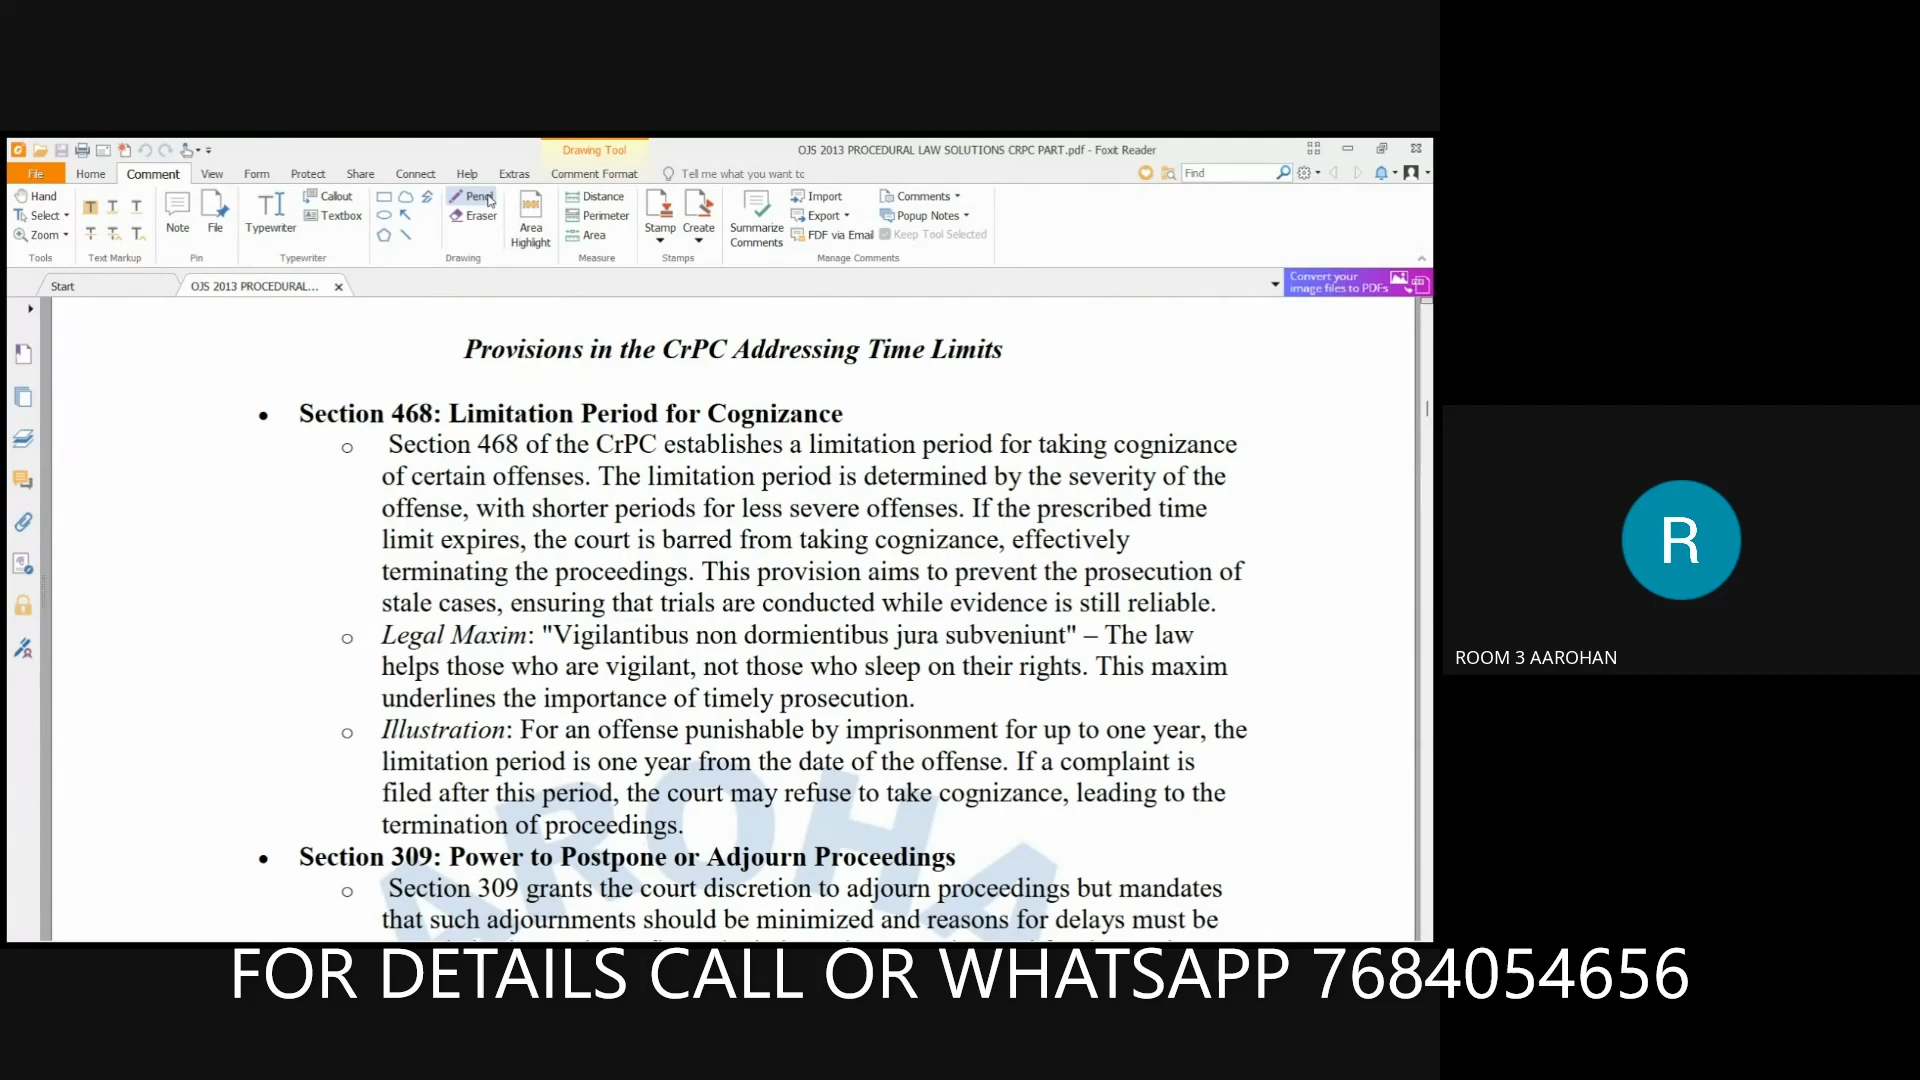 Drawing Tool
OJS 2013 PROCEDURAL LAW SOLUTIONS CRPC PART.pdf - Foxit Reader
File Home Comment View Form Protect Share Connect Help Extras Comment Format Tell me what you want to Find
Hand
Select
Zoom
Tools
Text Markup
Note
File
Pin
Typewriter
Callout
Textbox
Typewriter
Pencil
Eraser
Drawing
Area
Highlight
Distance
Perimeter
Area
Measure
Stamp
Create
Stamps
Summarize
Comments
Import
Export
FDF via Email
Comments
Popup Notes
Keep Tool Selected
Manage Comments
Start
OJS 2013 PROCEDURAL...
Convert your
image files to PDFs
Provisions in the CrPC Addressing Time Limits
• Section 468: Limitation Period for Cognizance
o Section 468 of the CrPC establishes a limitation period for taking cognizance
of certain offenses. The limitation period is determined by the severity of the
offense, with shorter periods for less severe offenses. If the prescribed time
limit expires, the court is barred from taking cognizance, effectively
terminating the proceedings. This provision aims to prevent the prosecution of
stale cases, ensuring that trials are conducted while evidence is still reliable.
o Legal Maxim: "Vigilantibus non dormientibus jura subveniunt" – The law
helps those who are vigilant, not those who sleep on their rights. This maxim
underlines the importance of timely prosecution.
o Illustration: For an offense punishable by imprisonment for up to one year, the
limitation period is one year from the date of the offense. If a complaint is
filed after this period, the court may refuse to take cognizance, leading to the
termination of proceedings.
• Section 309: Power to Postpone or Adjourn Proceedings
o Section 309 grants the court discretion to adjourn proceedings but mandates
that such adjournments should be minimized and reasons for delays must be
R
ROOM 3 AAROHAN
FOR DETAILS CALL OR WHATSAPP 7684054656